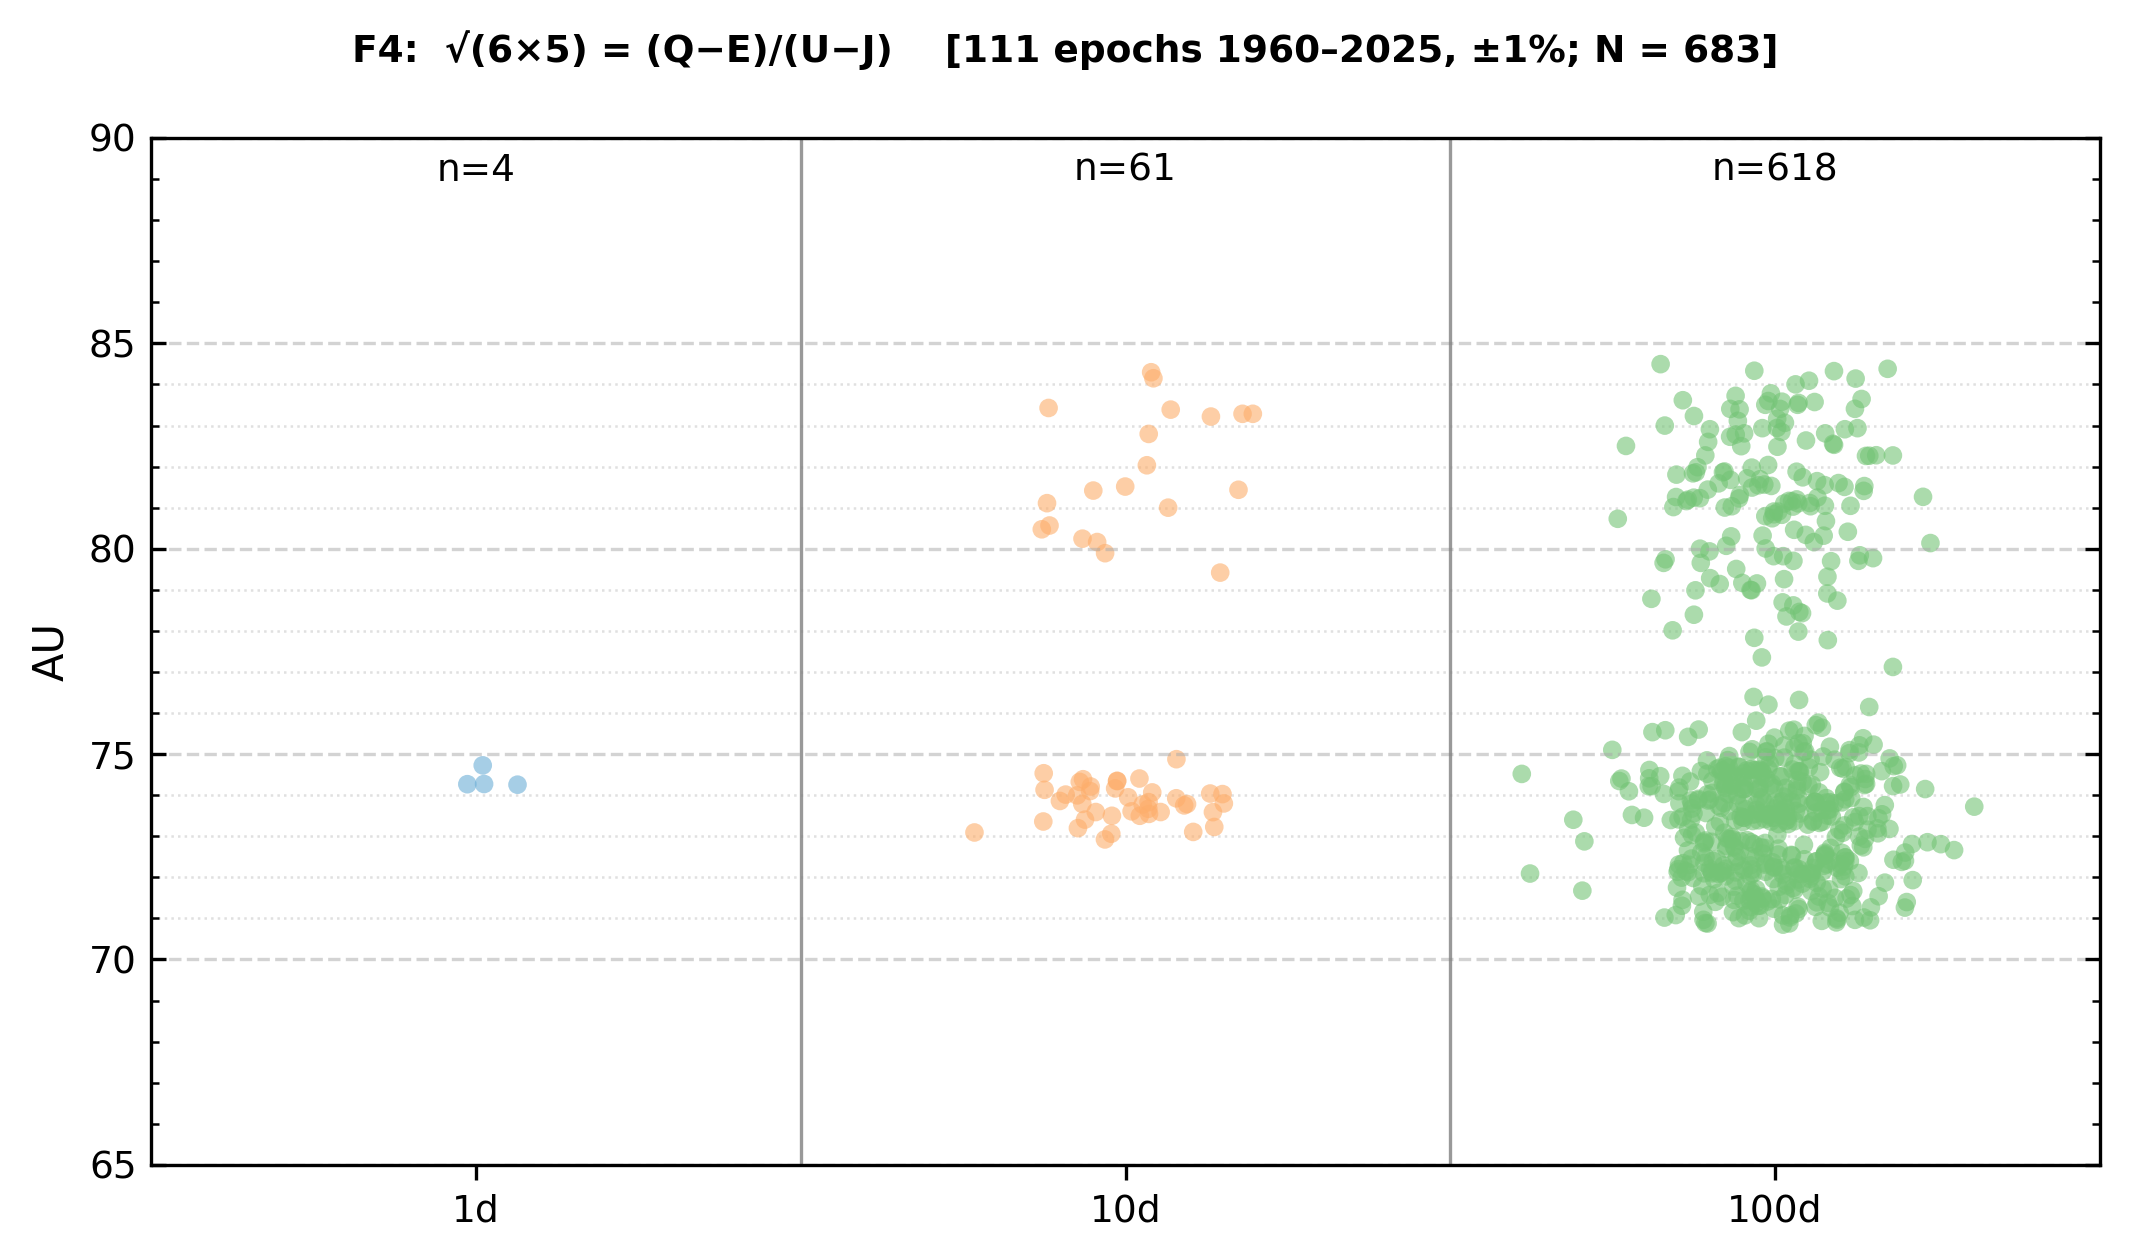 F4:  √(6×5) = (Q−E)/(U−J)    [111 epochs 1960–2025, ±1%; N = 683]
n=4 n=61 n=618
90
85
80
75
70
65
AU
1d 10d 100d